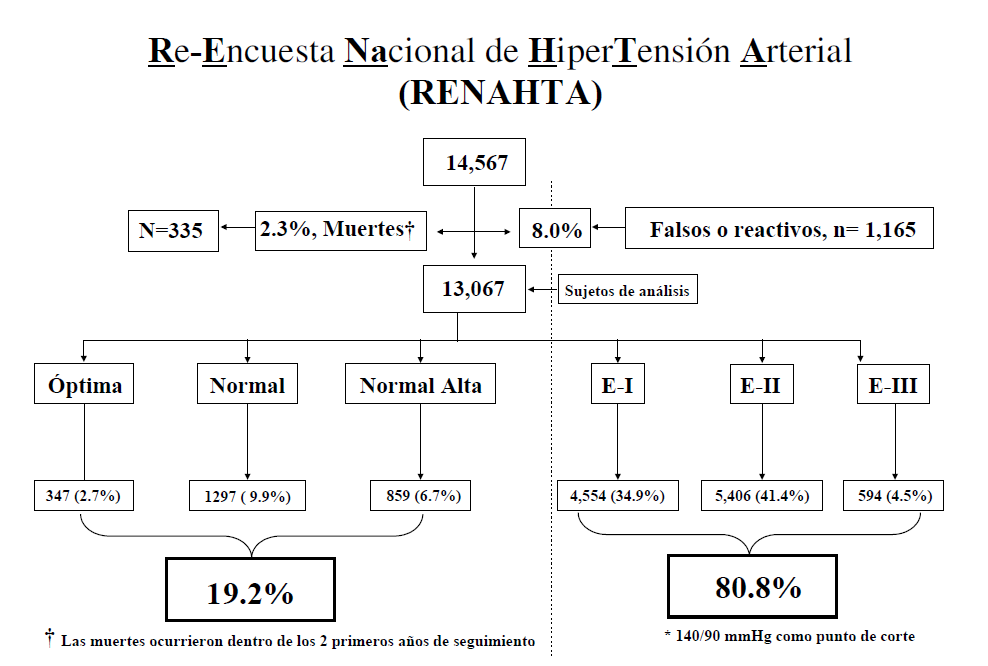 Re-Encuesta Nacional de HiperTensión Arterial
(RENAHTA)
14,567
N=335
2.3%, Muertes†
8.0%
Falsos o reactivos, n= 1,165
13,067
Sujetos de análisis
Óptima
Normal
Normal Alta
E-I
E-II
E-III
347 (2.7%)
1297 ( 9.9%)
859 (6.7%)
4,554 (34.9%)
5,406 (41.4%)
594 (4.5%)
19.2%
80.8%
† Las muertes ocurrieron dentro de los 2 primeros años de seguimiento
* 140/90 mmHg como punto de corte